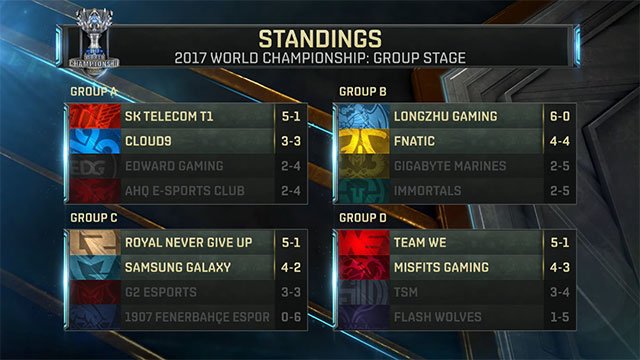 STANDINGS
2017 WORLD CHAMPIONSHIP: GROUP STAGE
CHAMPIONSHIP
GROUP A
SK TELECOM T1 5-1
CLOUD9 3-3
EDG EDWARD GAMING 2-4
AHQ E-SPORTS CLUB 2-4
GROUP B
LONGZHU GAMING 6-0
FNATIC 4-4
GIGABYTE MARINES 2-5
IMMORTALS 2-5
GROUP C
ROYAL NEVER GIVE UP 5-1
SAMSUNG GALAXY 4-2
G2 ESPORTS 3-3
1907 FENERBAHÇE ESPOR 0-6
GROUP D
TEAM WE 5-1
MISFITS GAMING 4-3
TSM 3-4
FLASH WOLVES 1-5